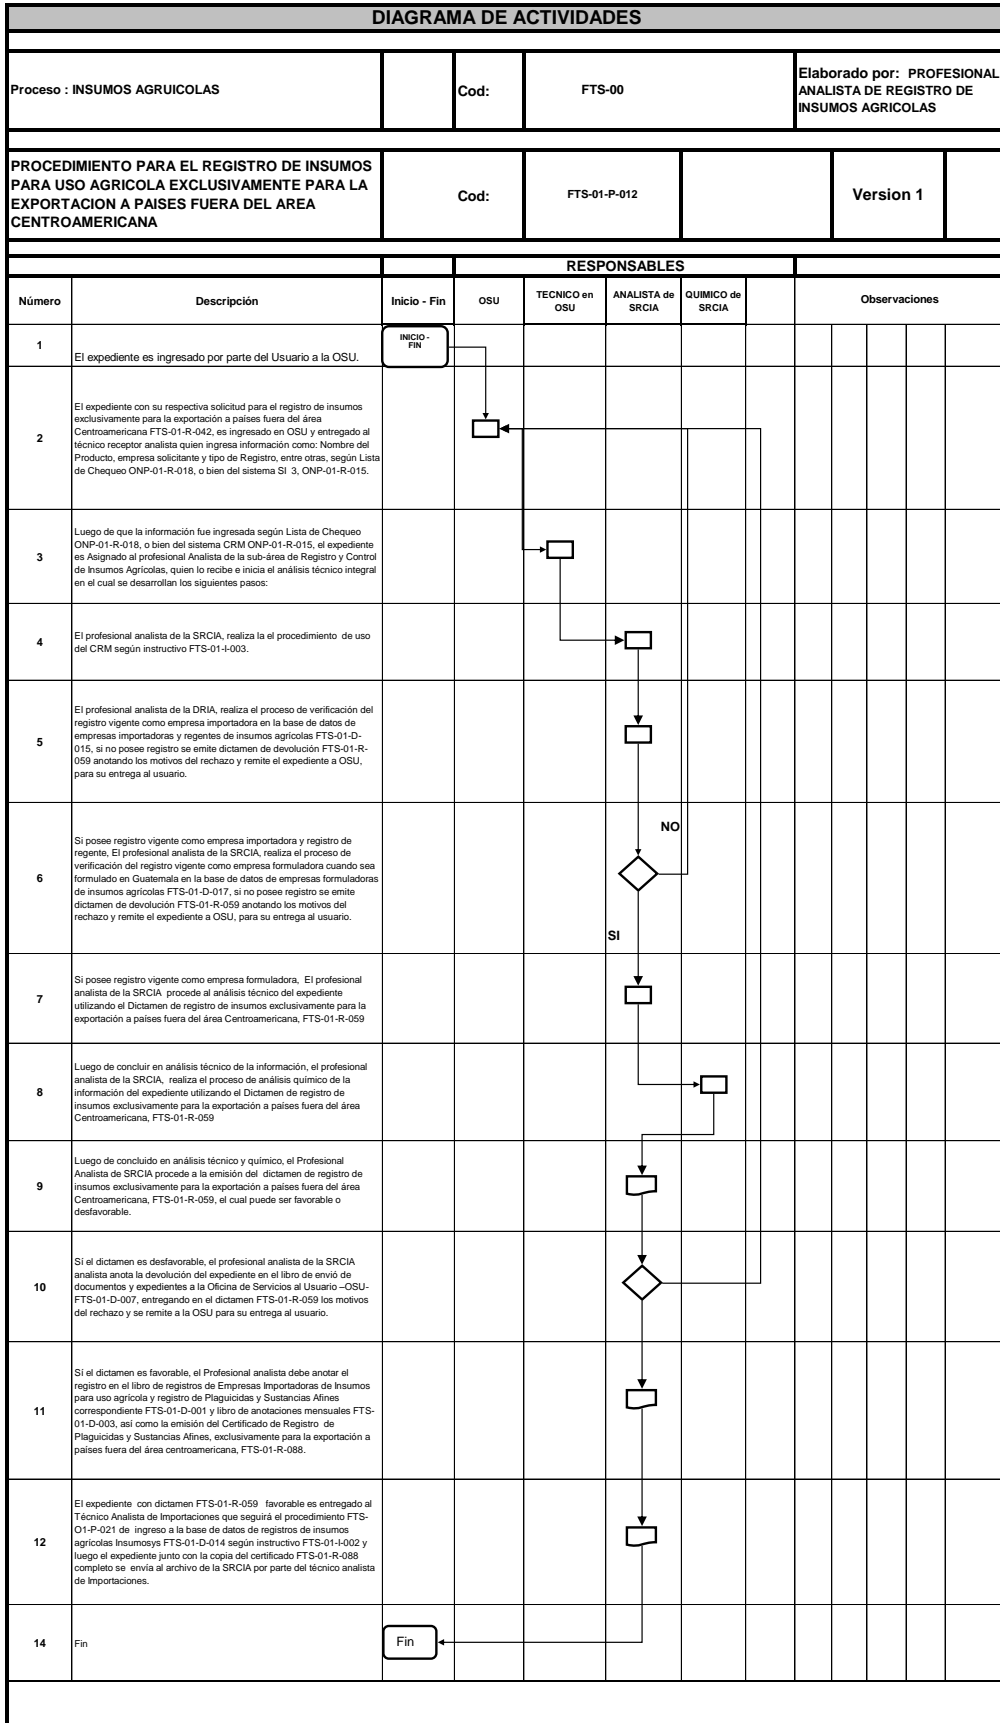 DIAGRAMA DE ACTIVIDADES
Proceso : INSUMOS AGRUICOLAS
Cod:
FTS-00
Elaborado por: PROFESIONAL
ANALISTA DE REGISTRO DE
INSUMOS AGRICOLAS
PROCEDIMIENTO PARA EL REGISTRO DE INSUMOS
PARA USO AGRICOLA EXCLUSIVAMENTE PARA LA
EXPORTACION A PAISES FUERA DEL AREA
CENTROAMERICANA
Cod:
FTS-01-P-012
Version 1
RESPONSABLES
Número
Descripción
Inicio - Fin
OSU
TECNICO en
OSU
ANALISTA de
SRCIA
QUIMICO de
SRCIA
Observaciones
1
El expediente es ingresado por parte del Usuario a la OSU.
INICIO -
FIN
2
El expediente con su respectiva solicitud para el registro de insumos
exclusivamente para la exportación a países fuera del área
Centroamericana FTS-01-R-042, es ingresado en OSU y entregado al
técnico receptor analista quien ingresa información como: Nombre del
Producto, empresa solicitante y tipo de Registro, entre otras, según Lista
de Chequeo ONP-01-R-018, o bien del sistema SI 3, ONP-01-R-015.
3
Luego de que la información fue ingresada según Lista de Chequeo
ONP-01-R-018, o bien del sistema CRM ONP-01-R-015, el expediente
es Asignado al profesional Analista de la sub-área de Registro y Control
de Insumos Agrícolas, quien lo recibe e inicia el análisis técnico integral
en el cual se desarrollan los siguientes pasos:
4
El profesional analista de la SRCIA, realiza la el procedimiento de uso
del CRM según instructivo FTS-01-I-003.
5
El profesional analista de la DRIA, realiza el proceso de verificación del
registro vigente como empresa importadora en la base de datos de
empresas importadoras y regentes de insumos agrícolas FTS-01-D-
015, si no posee registro se emite dictamen de devolución FTS-01-R-
059 anotando los motivos del rechazo y remite el expediente a OSU,
para su entrega al usuario.
6
Si posee registro vigente como empresa importadora y registro de
regente, El profesional analista de la SRCIA, realiza el proceso de
verificación del registro vigente como empresa formuladora cuando sea
formulado en Guatemala en la base de datos de empresas formuladoras
de insumos agrícolas FTS-01-D-017, si no posee registro se emite
dictamen de devolución FTS-01-R-059 anotando los motivos del
rechazo y remite el expediente a OSU, para su entrega al usuario.
NO
SI
7
Si posee registro vigente como empresa formuladora, El profesional
analista de la SRCIA procede al análisis técnico del expediente
utilizando el Dictamen de registro de insumos exclusivamente para la
exportación a países fuera del área Centroamericana, FTS-01-R-059
8
Luego de concluir en análisis técnico de la información, el profesional
analista de la SRCIA, realiza el proceso de análisis químico de la
información del expediente utilizando el Dictamen de registro de
insumos exclusivamente para la exportación a países fuera del área
Centroamericana, FTS-01-R-059
9
Luego de concluido en análisis técnico y químico, el Profesional
Analista de SRCIA procede a la emisión del dictamen de registro de
insumos exclusivamente para la exportación a países fuera del área
Centroamericana, FTS-01-R-059, el cual puede ser favorable o
desfavorable.
10
Sí el dictamen es desfavorable, el profesional analista de la SRCIA
analista anota la devolución del expediente en el libro de envió de
documentos y expedientes a la Oficina de Servicios al Usuario –OSU-
FTS-01-D-007, entregando en el dictamen FTS-01-R-059 los motivos
del rechazo y se remite a la OSU para su entrega al usuario.
11
Sí el dictamen es favorable, el Profesional analista debe anotar el
registro en el libro de registros de Empresas Importadoras de Insumos
para uso agrícola y registro de Plaguicidas y Sustancias Afines
correspondiente FTS-01-D-001 y libro de anotaciones mensuales FTS-
01-D-003, así como la emisión del Certificado de Registro de
Plaguicidas y Sustancias Afines, exclusivamente para la exportación a
países fuera del área centroamericana, FTS-01-R-088.
12
El expediente con dictamen FTS-01-R-059 favorable es entregado al
Técnico Analista de Importaciones que seguirá el procedimiento FTS-
O1-P-021 de ingreso a la base de datos de registros de insumos
agrícolas Insumosys FTS-01-D-014 según instructivo FTS-01-I-002 y
luego el expediente junto con la copia del certificado FTS-01-R-088
completo se envía al archivo de la SRCIA por parte del técnico analista
de Importaciones.
14
Fin
Fin